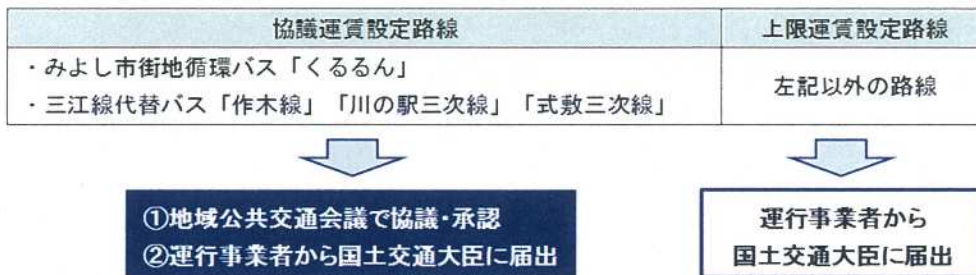 協議運賃設定路線
上限運賃設定路線
・みよし市街地循環バス「くるるん」
・三江線代替バス「作木線」「川の駅三次線」「式敷三次線」
左記以外の路線
①地域公共交通会議で協議・承認
②運行事業者から国土交通大臣に届出
運行事業者から
国土交通大臣に届出